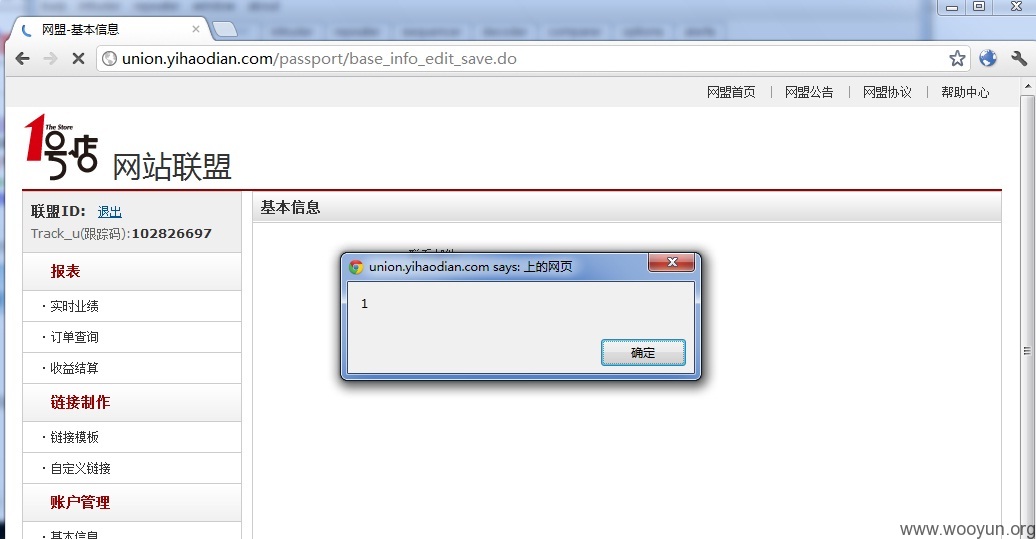 网盟-基本信息
union.yihaodian.com/passport/base_info_edit_save.do
网盟首页 | 网盟公告 | 网盟协议 | 帮助中心
The Store
1号店 网站联盟
联盟ID: 退出
Track_u(跟踪码):102826697
基本信息
报表
· 实时业绩
· 订单查询
· 收益结算
链接制作
· 链接模板
· 自定义链接
账户管理
· 基本信息
union.yihaodian.com says: 上的网页
1
确定
www.wooyun.org